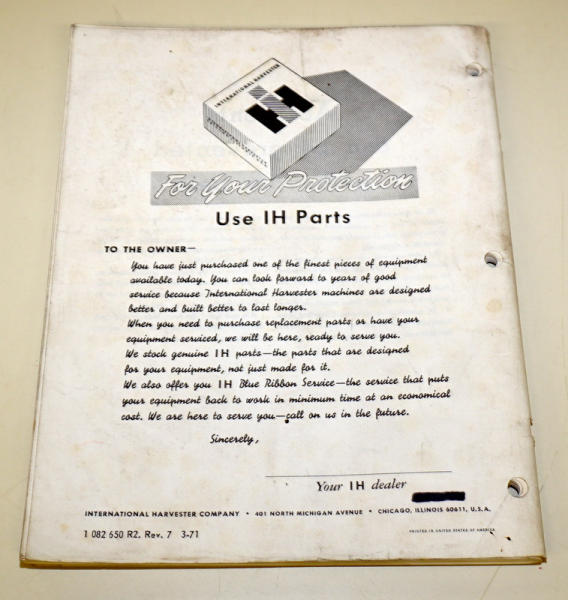 INTERNATIONAL HARVESTER
IH
For Your Protection
Use IH Parts
TO THE OWNER—
You have just purchased one of the finest pieces of equipment
available today. You can look forward to years of good
service because International Harvester machines are designed
better and built better to last longer.
When you need to purchase replacement parts or have your
equipment serviced, we will be here, ready to serve you.
We stock genuine IH parts—the parts that are designed
for your equipment, not just made for it.
We also offer you IH Blue Ribbon Service—the service that puts
your equipment back to work in minimum time at an economical
cost. We are here to serve you—call on us in the future.
Sincerely,
Your IH dealer
INTERNATIONAL HARVESTER COMPANY • 401 NORTH MICHIGAN AVENUE • CHICAGO, ILLINOIS 60611, U.S.A.
1 082 650 R2. Rev. 7 3-71
PRINTED IN UNITED STATES OF AMERICA